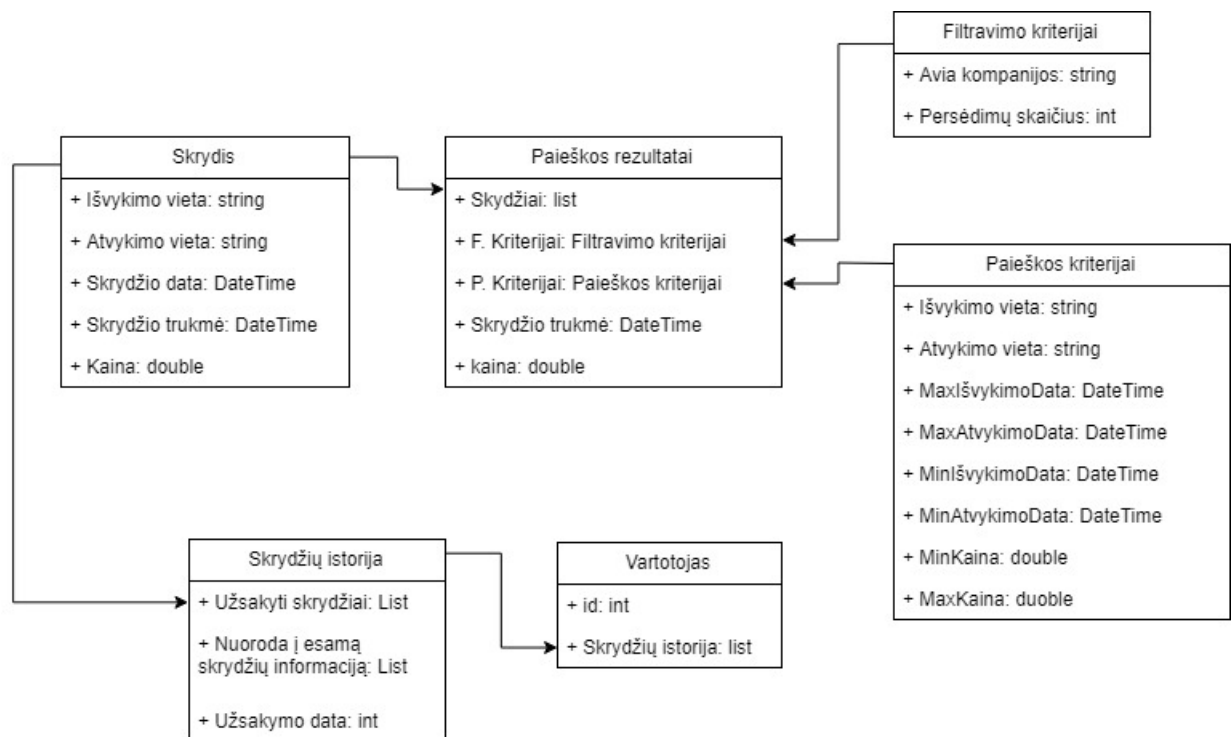 Filtravimo kriterijai
+ Avia kompanijos: string
+ Persėdimų skaičius: int
Skrydis
+ Išvykimo vieta: string
+ Atvykimo vieta: string
+ Skrydžio data: DateTime
+ Skrydžio trukmė: DateTime
+ Kaina: double
Paieškos rezultatai
+ Skydžiai: list
+ F. Kriterijai: Filtravimo kriterijai
+ P. Kriterijai: Paieškos kriterijai
+ Skrydžio trukmė: DateTime
+ kaina: double
Paieškos kriterijai
+ Išvykimo vieta: string
+ Atvykimo vieta: string
+ MaxIšvykimoData: DateTime
+ MaxAtvykimoData: DateTime
+ MinIšvykimoData: DateTime
+ MinAtvykimoData: DateTime
+ MinKaina: double
+ MaxKaina: duoble
Skrydžių istorija
+ Užsakyti skrydžiai: List
+ Nuoroda į esamą
skrydžių informaciją: List
+ Užsakymo data: int
Vartotojas
+ id: int
+ Skrydžių istorija: list